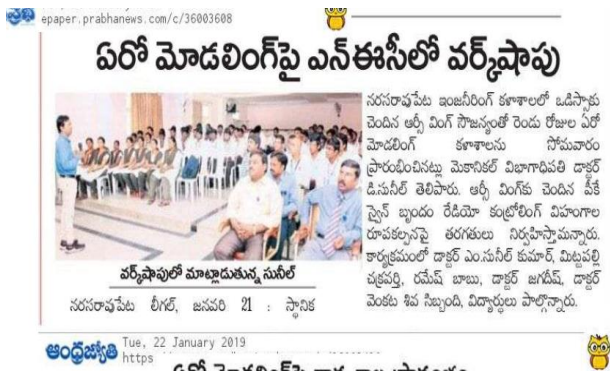 ప్రభ epaper.prabhanews.com/c/36003608
ఏరో మోడలింగ్‌పై ఎన్ఈసీలో వర్క్‌షాపు
వర్క్‌షాపులో మాట్లాడుతున్న సునీల్
నరసరావుపేట లీగల్, జనవరి 21 : స్థానిక
నరసరావుపేట ఇంజనీరింగ్ కళాశాలలో ఒడిస్సాకు
చెందిన ఆర్సీ వింగ్ సౌజన్యంతో రెండు రోజుల ఏరో
మోడలింగ్ కళాశాలను సోమవారం
ప్రారంభించినట్లు మెకానికల్ విభాగాధిపతి డాక్టర్
డి.సునీల్ తెలిపారు. ఆర్సీ వింగ్‌కు చెందిన పీకే
స్వైన్ బృందం రేడియో కంట్రోలింగ్ విహంగాల
రూపకల్పనపై తరగతులు నిర్వహిస్తామన్నారు.
కార్యక్రమంలో డాక్టర్ ఎం.సునీల్ కుమార్, మిట్టపల్లి
చక్రవర్తి, రమేష్ బాబు, డాక్టర్ జగదీష్, డాక్టర్
వెంకట శివ సిబ్బంది, విద్యార్థులు పాల్గొన్నారు.
ఆంధ్రజ్యోతి Tue, 22 January 2019
https